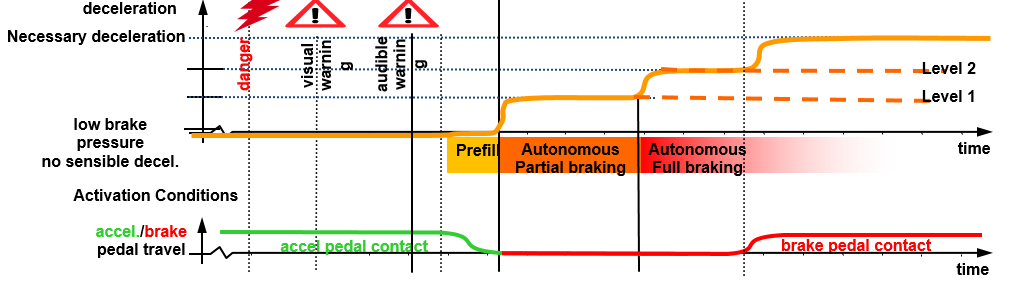 deceleration
Necessary deceleration
danger
visual
warnin
g
audible
warnin
g
!
!
Level 2
Level 1
low brake
pressure
no sensible decel.
Prefill
Autonomous
Partial braking
Autonomous
Full braking
time
Activation Conditions
accel./brake
pedal travel
accel pedal contact
brake pedal contact
time